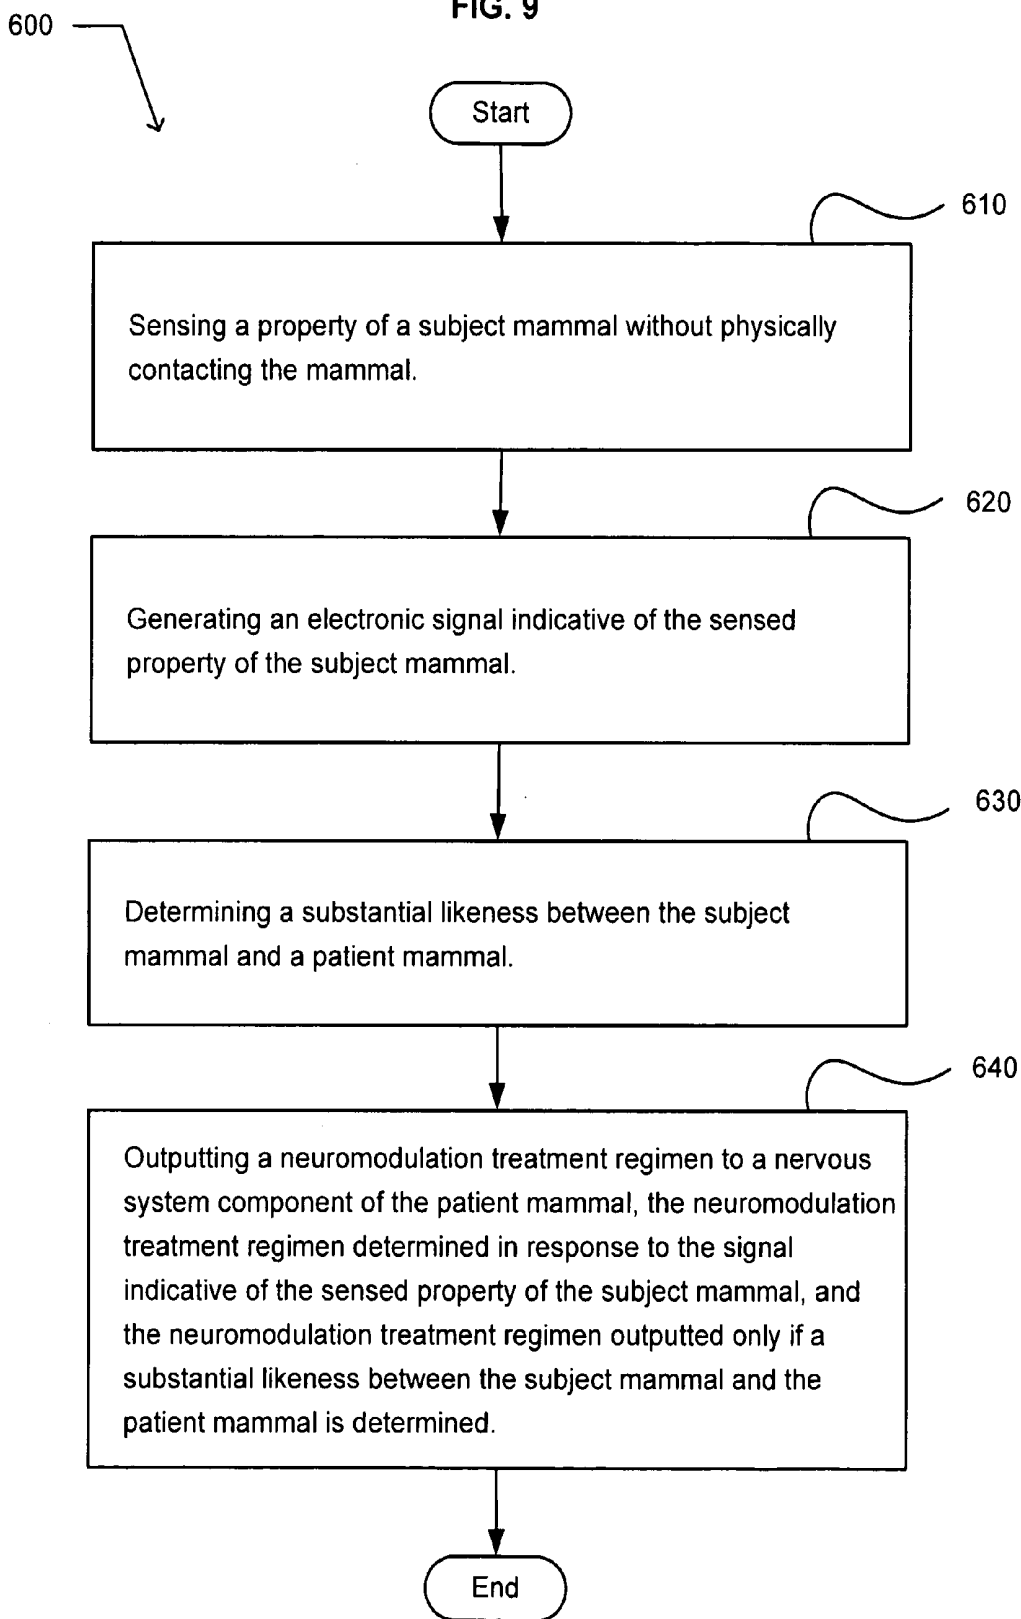 FIG. 9
600
Start
610
Sensing a property of a subject mammal without physically
contacting the mammal.
620
Generating an electronic signal indicative of the sensed
property of the subject mammal.
630
Determining a substantial likeness between the subject
mammal and a patient mammal.
640
Outputting a neuromodulation treatment regimen to a nervous
system component of the patient mammal, the neuromodulation
treatment regimen determined in response to the signal
indicative of the sensed property of the subject mammal, and
the neuromodulation treatment regimen outputted only if a
substantial likeness between the subject mammal and the
patient mammal is determined.
End